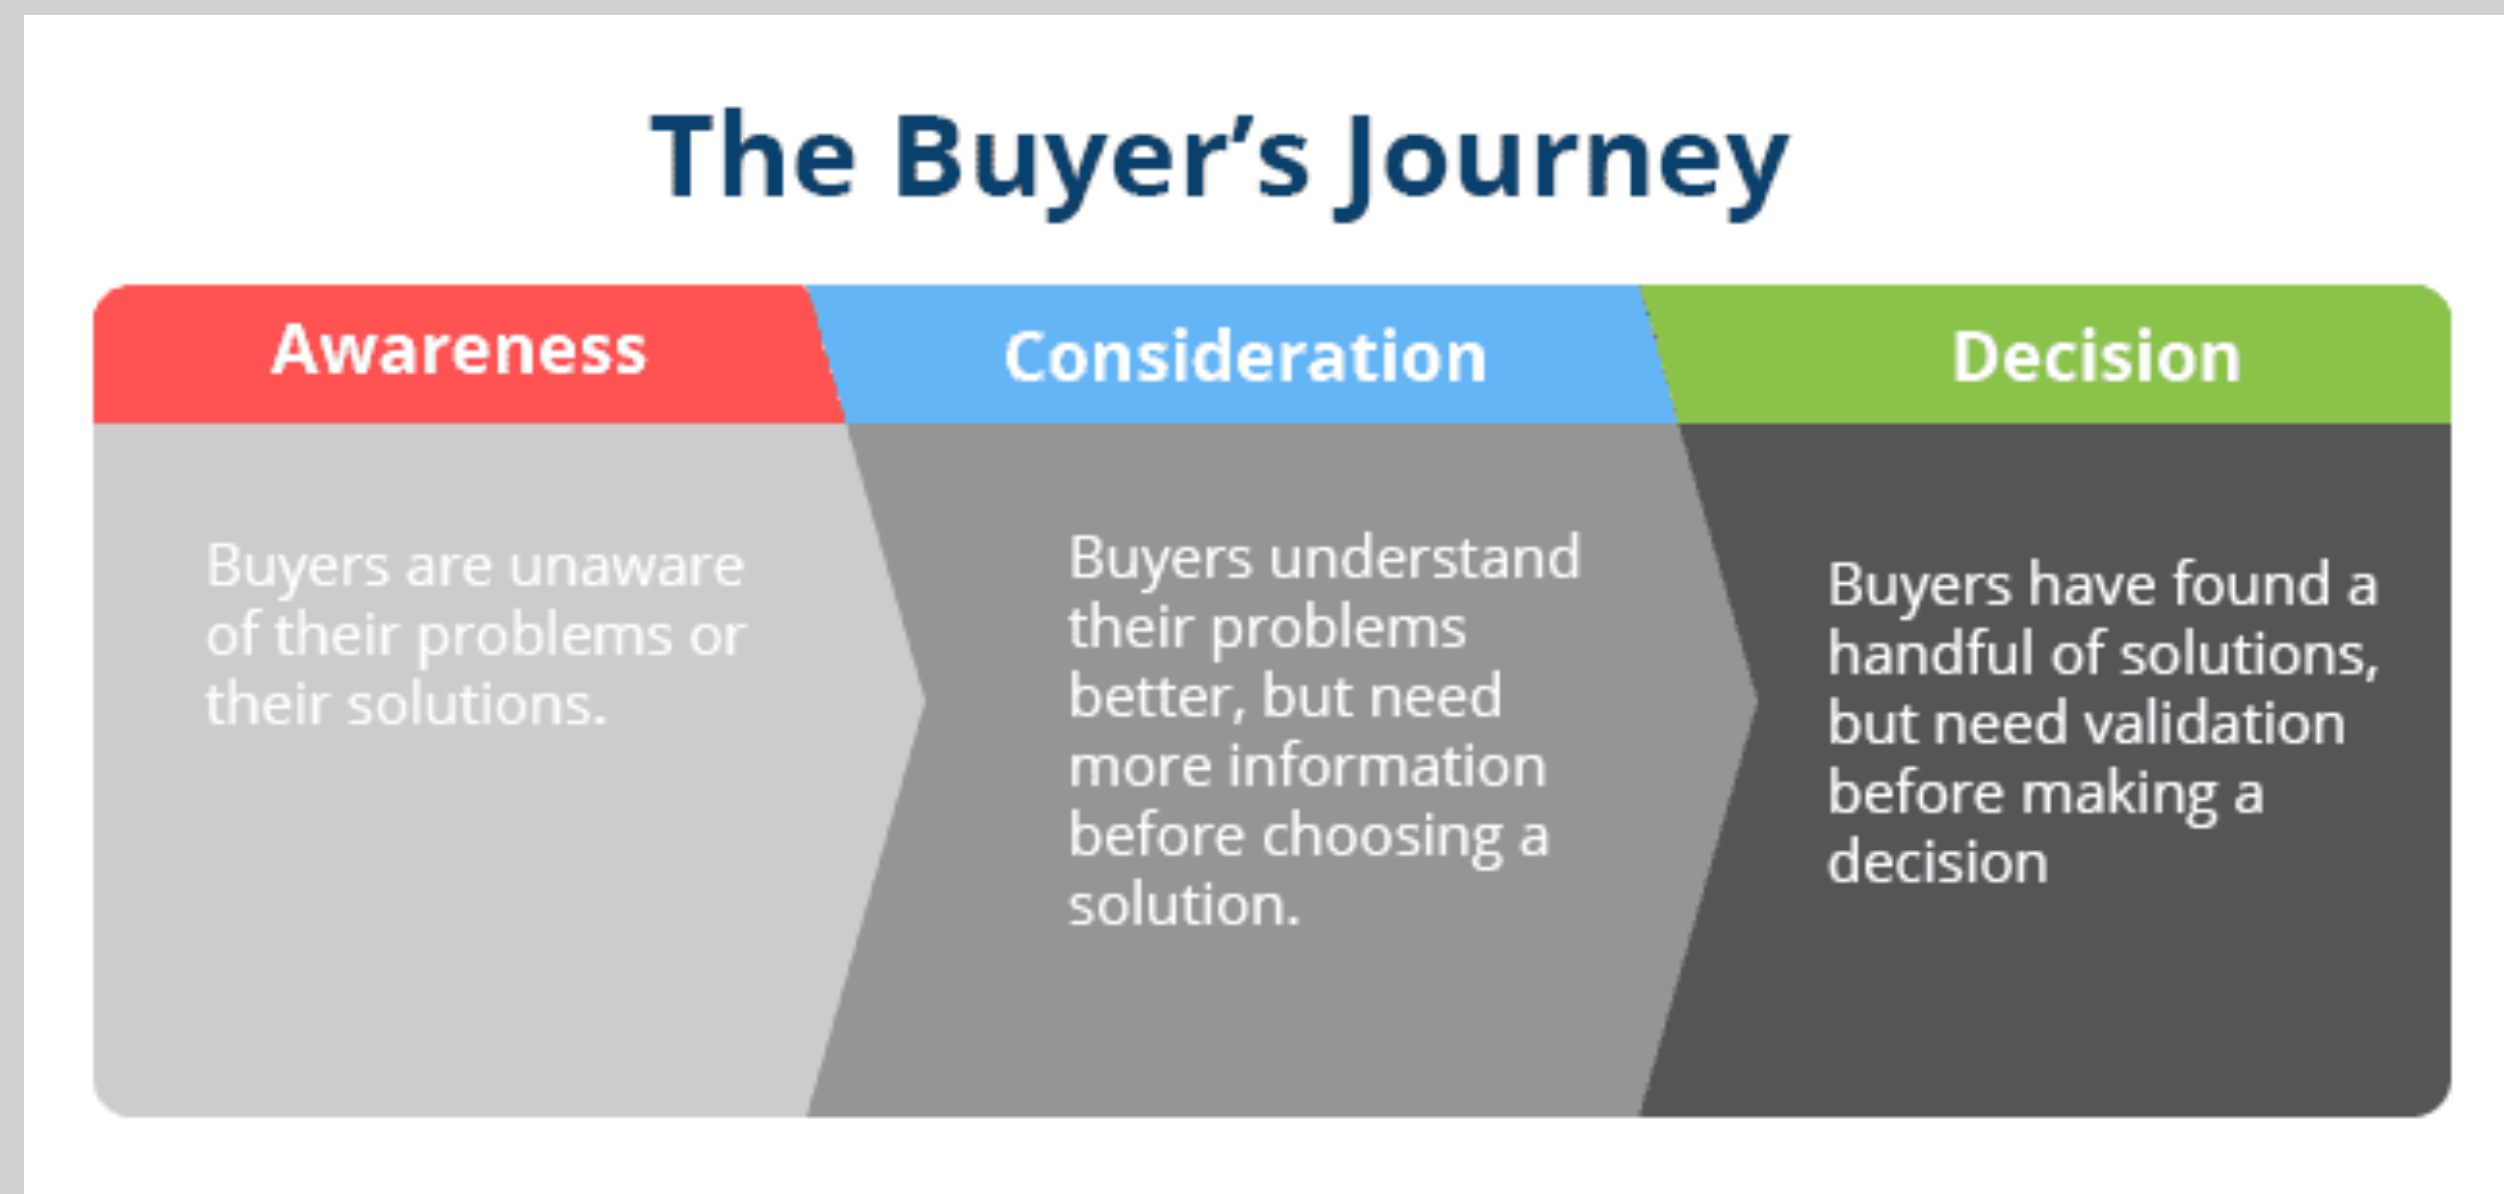 The Buyer’s Journey
Awareness
Buyers are unaware
of their problems or
their solutions.
Consideration
Buyers understand
their problems
better, but need
more information
before choosing a
solution.
Decision
Buyers have found a
handful of solutions,
but need validation
before making a
decision